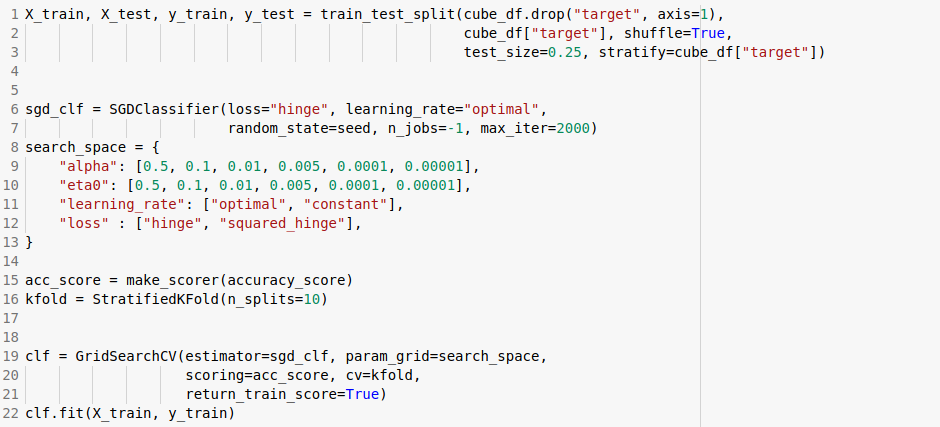 1 X_train, X_test, y_train, y_test = train_test_split(cube_df.drop("target", axis=1),
2                                                     cube_df["target"], shuffle=True,
3                                                     test_size=0.25, stratify=cube_df["target"])
4
5
6 sgd_clf = SGDClassifier(loss="hinge", learning_rate="optimal",
7                         random_state=seed, n_jobs=-1, max_iter=2000)
8 search_space = {
9     "alpha": [0.5, 0.1, 0.01, 0.005, 0.0001, 0.00001],
10     "eta0": [0.5, 0.1, 0.01, 0.005, 0.0001, 0.00001],
11     "learning_rate": ["optimal", "constant"],
12     "loss" : ["hinge", "squared_hinge"],
13 }
14
15 acc_score = make_scorer(accuracy_score)
16 kfold = StratifiedKFold(n_splits=10)
17
18
19 clf = GridSearchCV(estimator=sgd_clf, param_grid=search_space,
20                    scoring=acc_score, cv=kfold,
21                    return_train_score=True)
22 clf.fit(X_train, y_train)